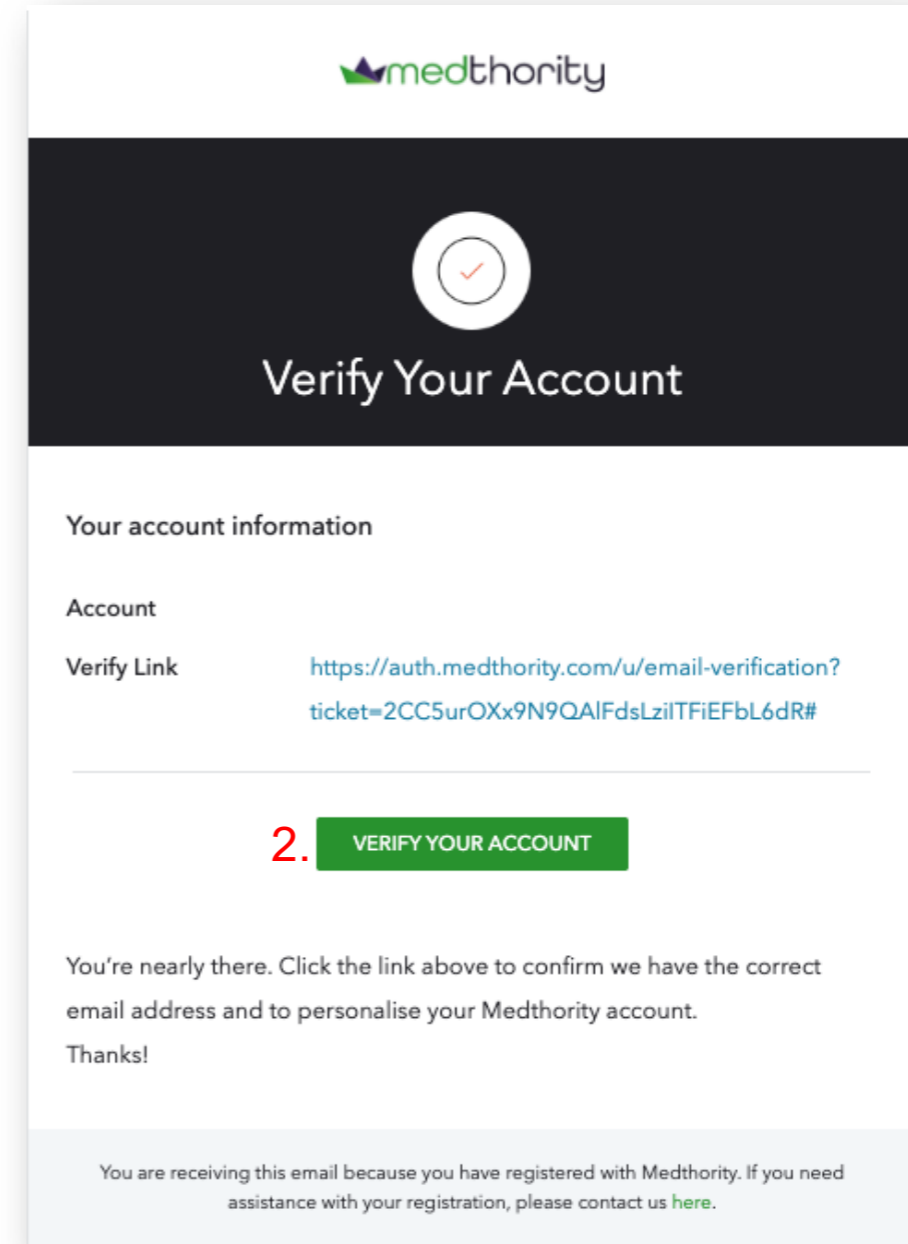 medthority
Verify Your Account
Your account information
Account
Verify Link https://auth.medthority.com/u/email-verification?
ticket=2CC5urOXx9N9QAlFdsLziITFiEFbL6dR#
2. VERIFY YOUR ACCOUNT
You're nearly there. Click the link above to confirm we have the correct
email address and to personalise your Medthority account.
Thanks!
You are receiving this email because you have registered with Medthority. If you need
assistance with your registration, please contact us here.